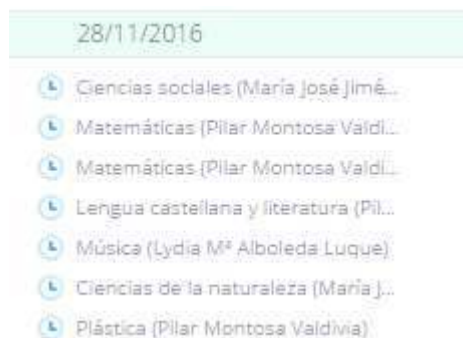 28/11/2016
Ciencias sociales (María José Jimé...
Matemáticas (Pilar Montosa Valdi...
Matemáticas (Pilar Montosa Valdi...
Lengua castellana y literatura (Pil...
Música (Lydia Mª Alboleda Luque)
Ciencias de la naturaleza (María J...
Plástica (Pilar Montosa Valdivia)